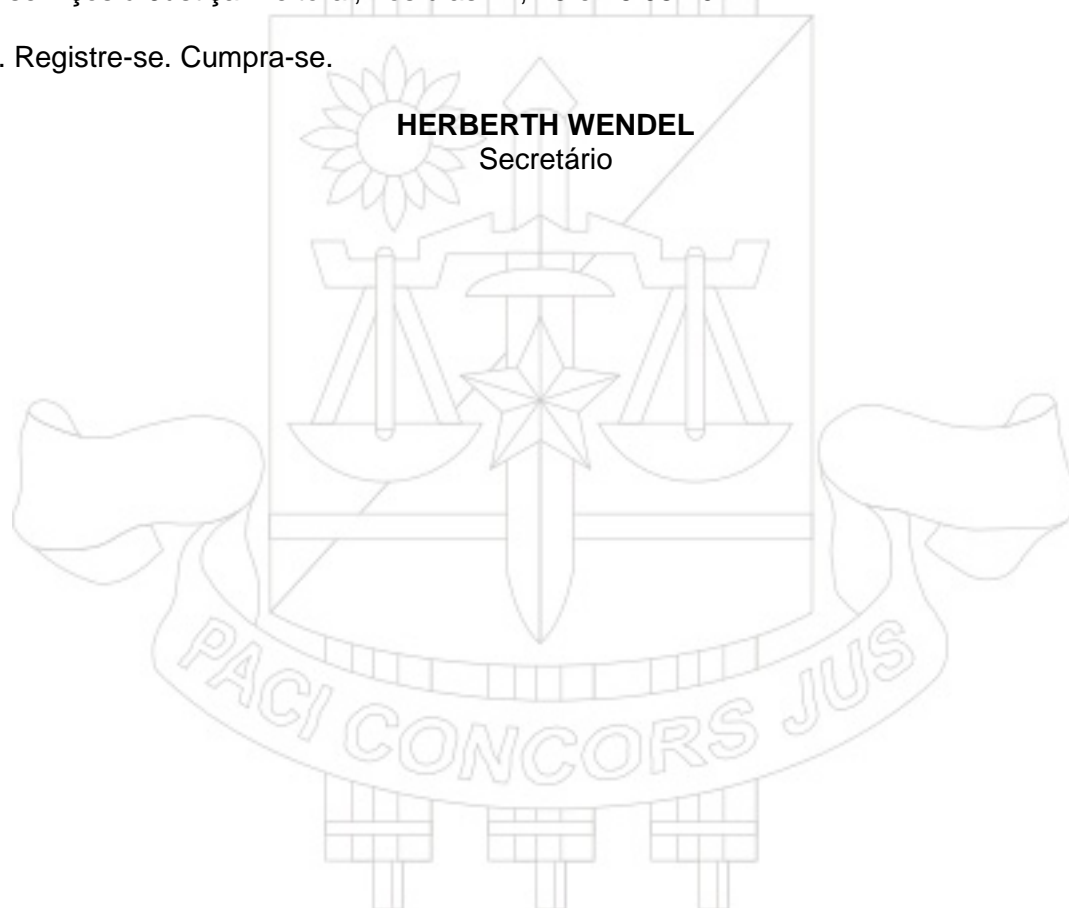 . Registre-se. Cumpra-se.
HERBERTH WENDEL
Secretário
PACI CONCORS JUS